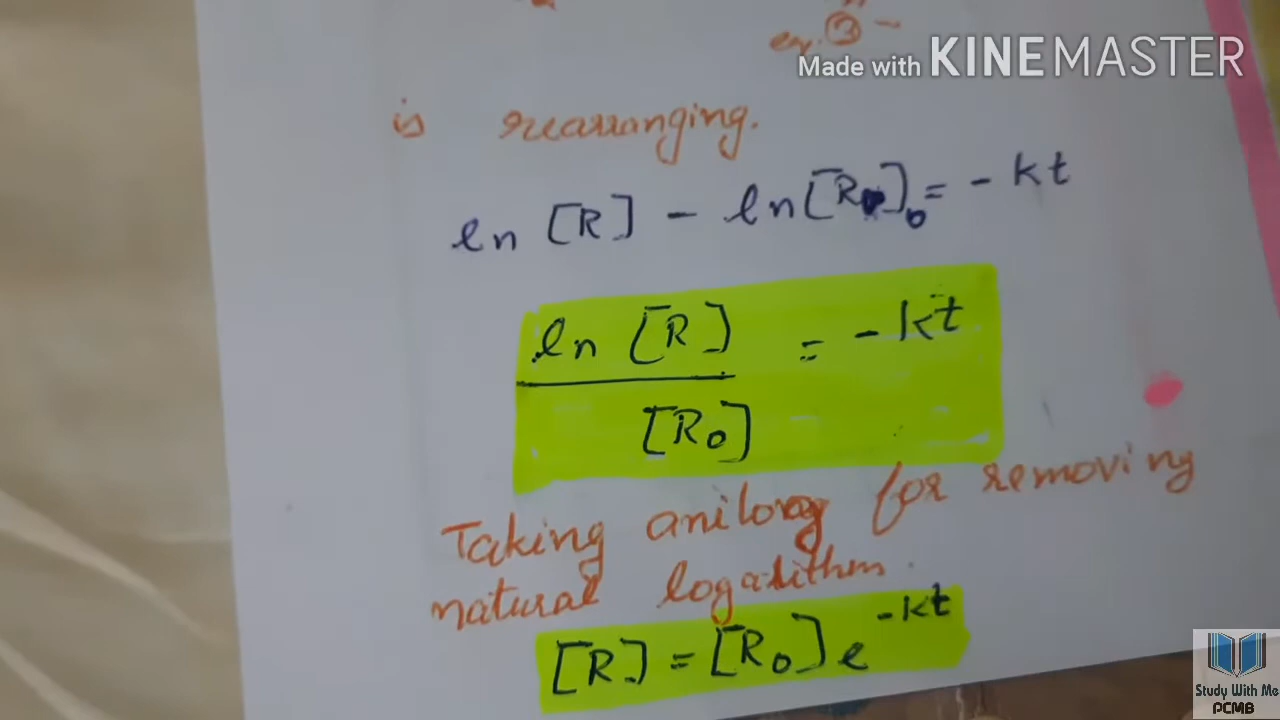 eq. ③ -
Made with KINEMASTER
is rearranging.
ln [R] - ln[R]₀ = - kt
ln [R] / [R₀] = - kt
Taking anilog for removing
natural logarithm.
[R] = [R₀] e^-kt
Study With Me
PCMB